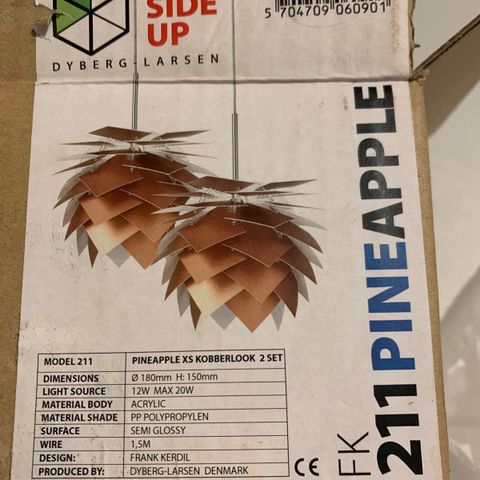 SIDE
UP
DYBERG-LARSEN
5 704709 060901
FK
211 PINEAPPLE
MODEL 211 PINEAPPLE XS KOBBERLOOK 2 SET
DIMENSIONS Ø 180mm H: 150mm
LIGHT SOURCE 12W MAX 20W
MATERIAL BODY ACRYLIC
MATERIAL SHADE PP POLYPROPYLEN
SURFACE SEMI GLOSSY
WIRE 1,5M
DESIGN: FRANK KERDIL
PRODUCED BY: DYBERG-LARSEN DENMARK
CE